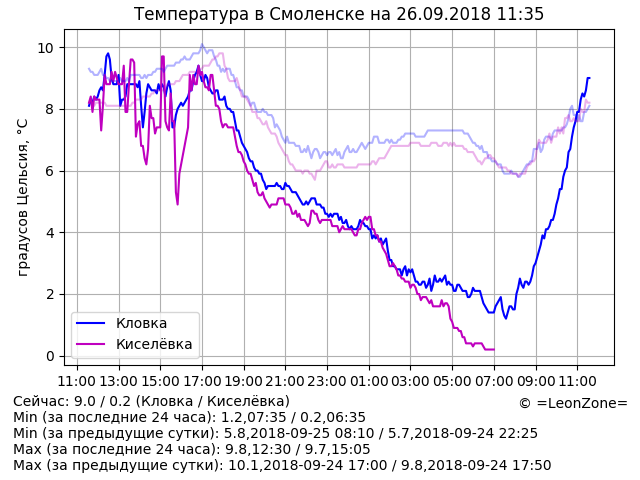 Температура в Смоленске на 26.09.2018 11:35
градусов Цельсия, °C
10
8
6
4
2
0
Кловка
Киселёвка
11:00 13:00 15:00 17:00 19:00 21:00 23:00 01:00 03:00 05:00 07:00 09:00 11:00
Сейчас: 9.0 / 0.2 (Кловка / Киселёвка)
© =LeonZone=
Min (за последние 24 часа): 1.2,07:35 / 0.2,06:35
Min (за предыдущие сутки): 5.8,2018-09-25 08:10 / 5.7,2018-09-24 22:25
Max (за последние 24 часа): 9.8,12:30 / 9.7,15:05
Max (за предыдущие сутки): 10.1,2018-09-24 17:00 / 9.8,2018-09-24 17:50